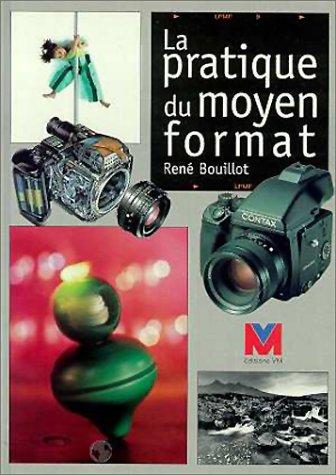 La
pratique
du moyen
format
René Bouillot
CONTAX
Éditions VM